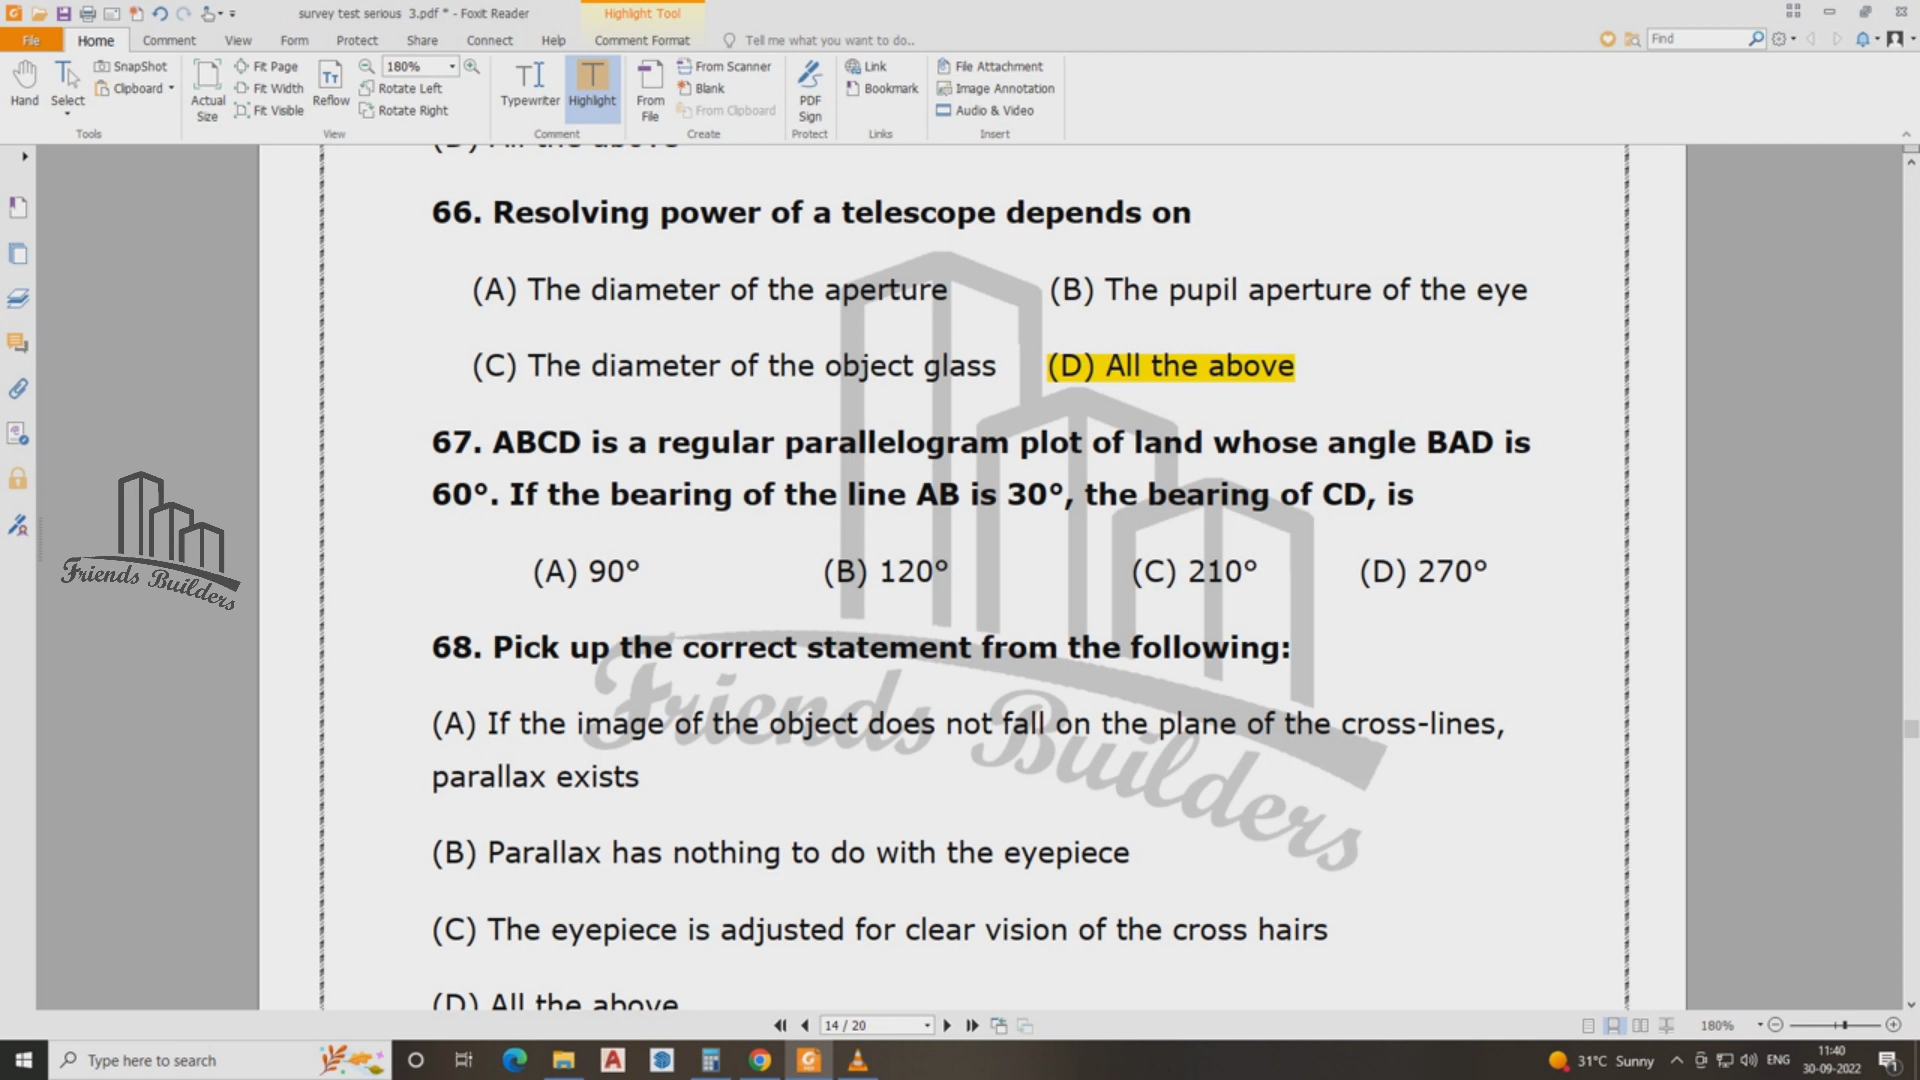 survey test serious 3.pdf * - Foxit Reader
Highlight Tool
File
Home
Comment
View
Form
Protect
Share
Connect
Help
Comment Format
Tell me what you want to do..
Find
Hand
Select
SnapShot
Clipboard
Tools
Actual Size
Fit Page
Fit Width
Fit Visible
Reflow
180%
Rotate Left
Rotate Right
View
Typewriter
Highlight
Comment
From File
From Scanner
Blank
From Clipboard
Create
PDF Sign
Protect
Link
Bookmark
Links
File Attachment
Image Annotation
Audio & Video
Insert
(D) All the above
66. Resolving power of a telescope depends on
(A) The diameter of the aperture (B) The pupil aperture of the eye
(C) The diameter of the object glass (D) All the above
67. ABCD is a regular parallelogram plot of land whose angle BAD is
60°. If the bearing of the line AB is 30°, the bearing of CD, is
(A) 90° (B) 120° (C) 210° (D) 270°
68. Pick up the correct statement from the following:
(A) If the image of the object does not fall on the plane of the cross-lines,
parallax exists
(B) Parallax has nothing to do with the eyepiece
(C) The eyepiece is adjusted for clear vision of the cross hairs
(D) All the above
Friends Builders
Friends Builders
14 / 20
180%
Type here to search
31°C Sunny
ENG
11:40
30-09-2022
1